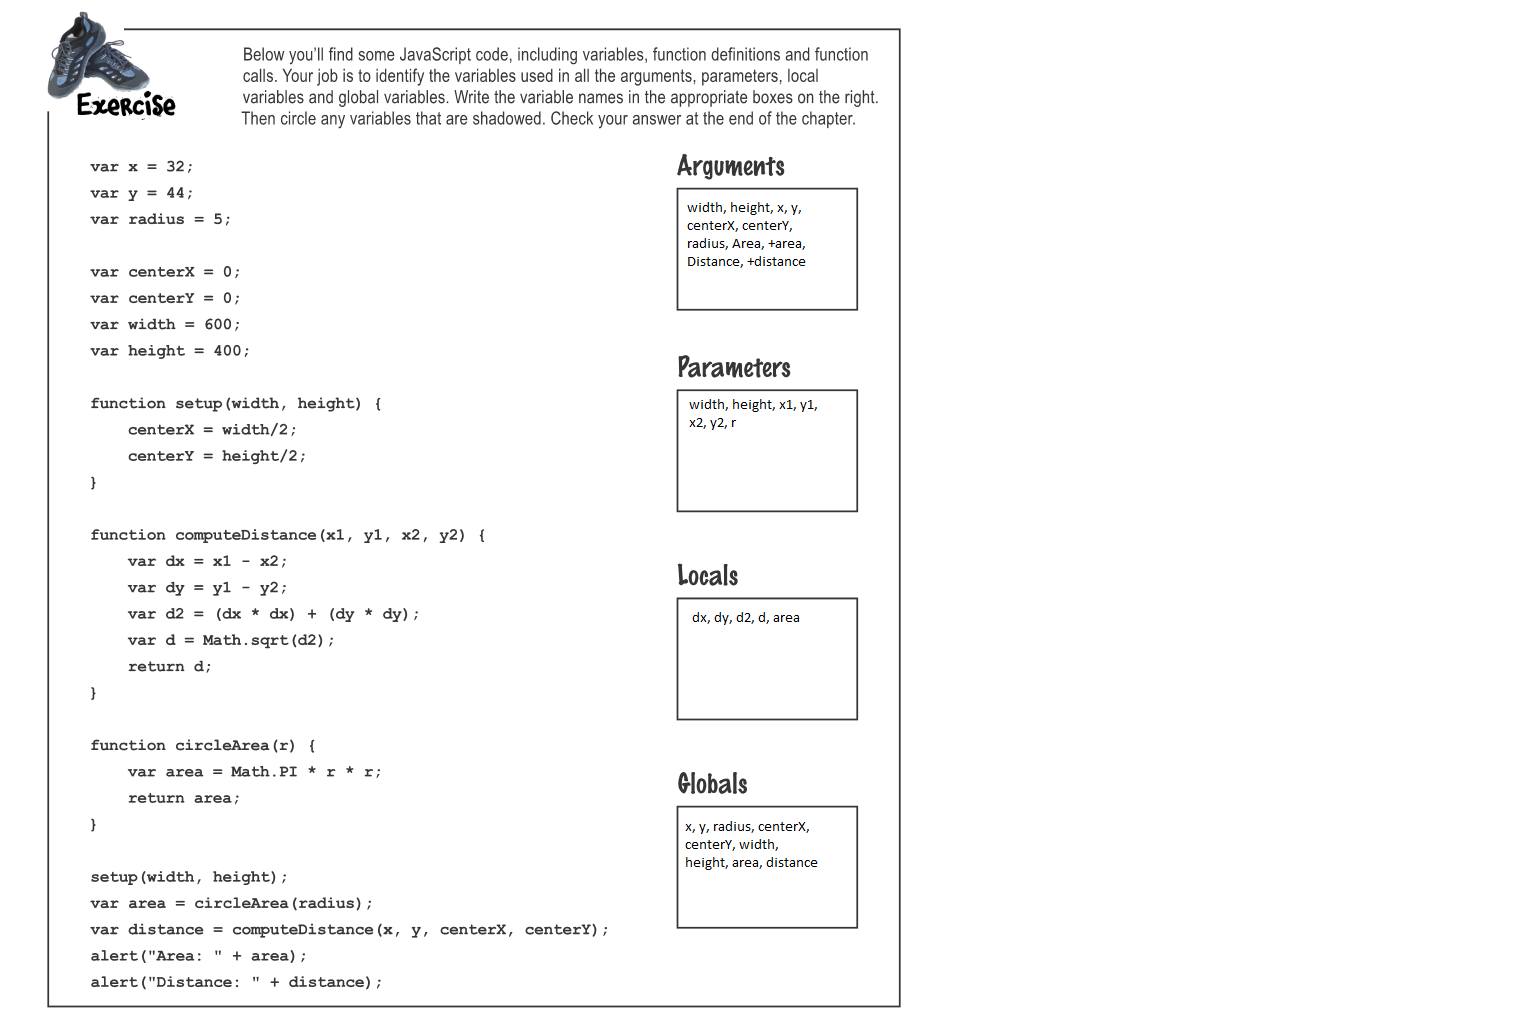 Exercise
Below you'll find some JavaScript code, including variables, function definitions and function
calls. Your job is to identify the variables used in all the arguments, parameters, local
variables and global variables. Write the variable names in the appropriate boxes on the right.
Then circle any variables that are shadowed. Check your answer at the end of the chapter.
var x = 32;
var y = 44;
var radius = 5;
var centerX = 0;
var centerY = 0;
var width = 600;
var height = 400;
function setup(width, height) {
    centerX = width/2;
    centerY = height/2;
}
function computeDistance(x1, y1, x2, y2) {
    var dx = x1 - x2;
    var dy = y1 - y2;
    var d2 = (dx * dx) + (dy * dy);
    var d = Math.sqrt(d2);
    return d;
}
function circleArea(r) {
    var area = Math.PI * r * r;
    return area;
}
setup(width, height);
var area = circleArea(radius);
var distance = computeDistance(x, y, centerX, centerY);
alert("Area: " + area);
alert("Distance: " + distance);
Arguments
width, height, x, y,
centerX, centerY,
radius, Area, +area,
Distance, +distance
Parameters
width, height, x1, y1,
x2, y2, r
Locals
dx, dy, d2, d, area
Globals
x, y, radius, centerX,
centerY, width,
height, area, distance